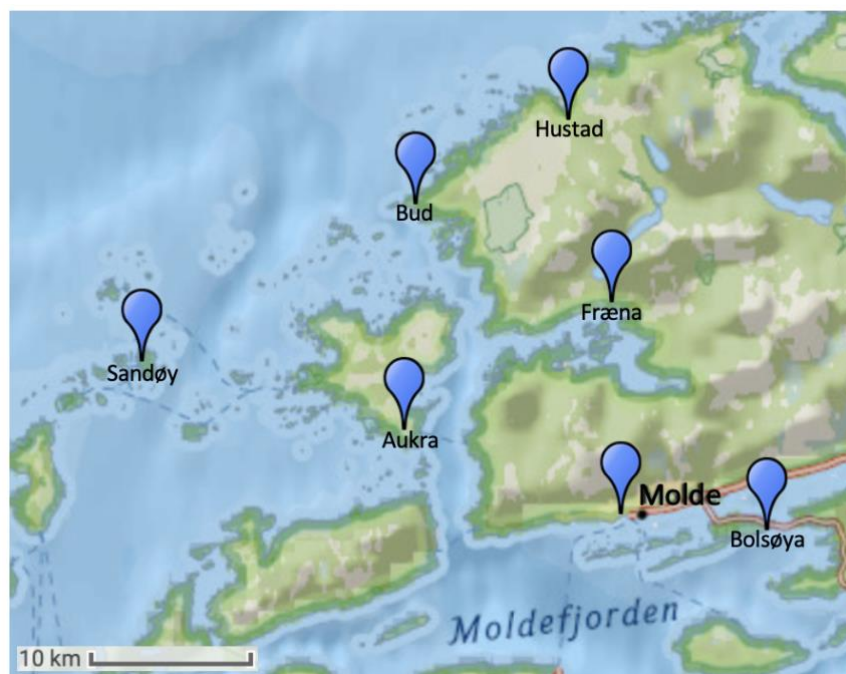 Hustad
Bud
Fræna
Sandøy
Aukra
Molde
Bolsøya
Moldefjorden
10 km